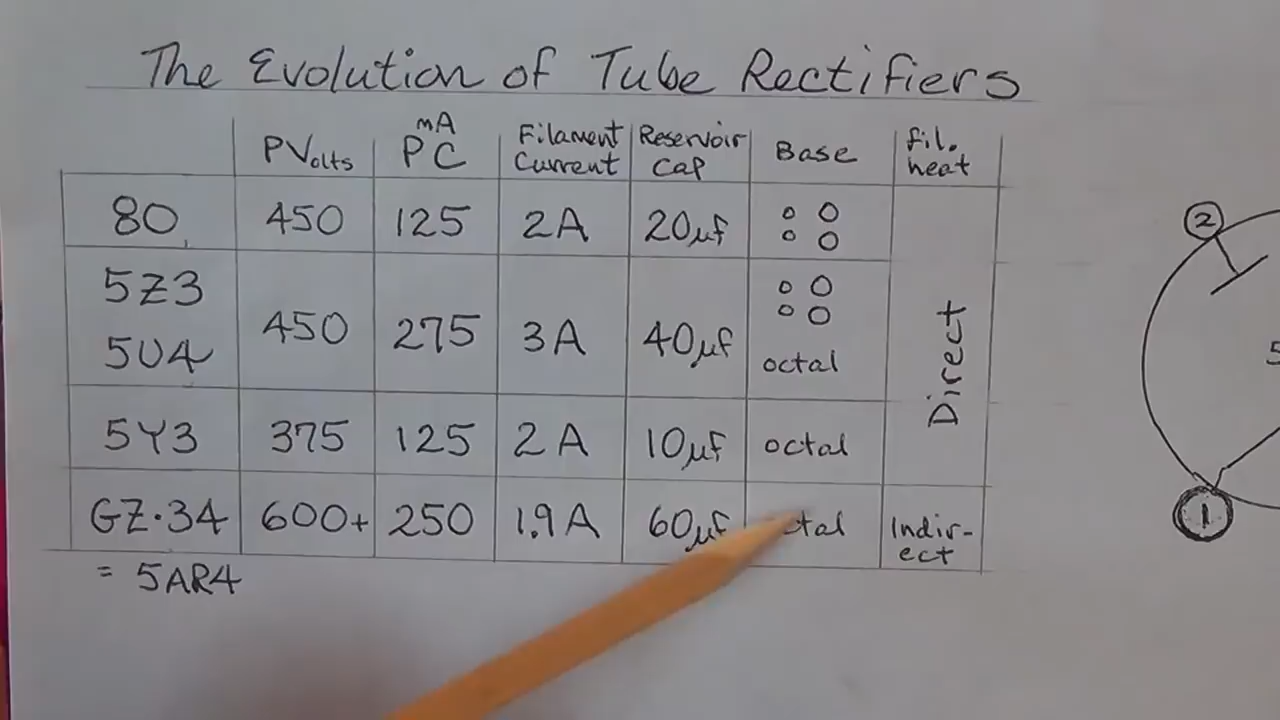 The Evolution of Tube Rectifiers
PVolts mA PC Filament Current Reservoir Cap Base fil. heat
80 450 125 2A 20µf
5Z3 5U4 450 275 3A 40µf octal
5Y3 375 125 2A 10µf octal
GZ·34 600+ 250 1.9A 60µf Indir-ect
Direct
= 5AR4
2
1